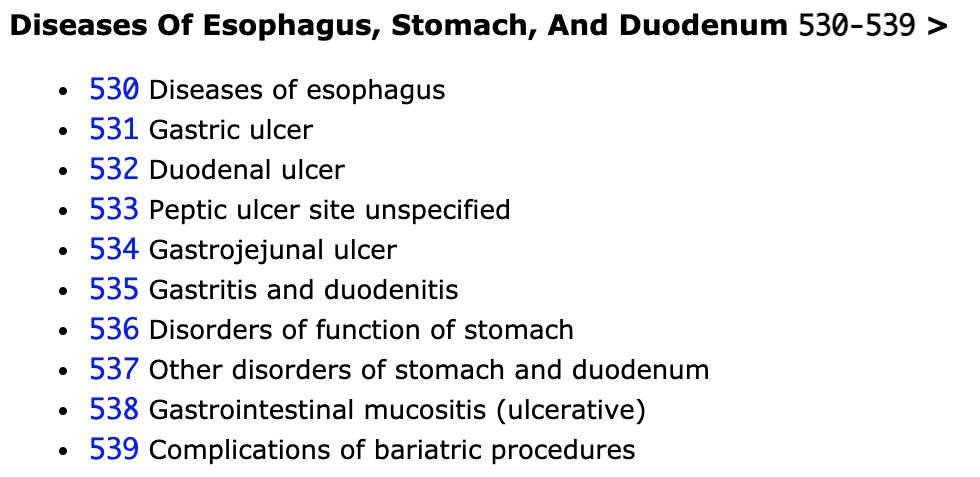 Diseases Of Esophagus, Stomach, And Duodenum 530-539 >
• 530 Diseases of esophagus
• 531 Gastric ulcer
• 532 Duodenal ulcer
• 533 Peptic ulcer site unspecified
• 534 Gastrojejunal ulcer
• 535 Gastritis and duodenitis
• 536 Disorders of function of stomach
• 537 Other disorders of stomach and duodenum
• 538 Gastrointestinal mucositis (ulcerative)
• 539 Complications of bariatric procedures